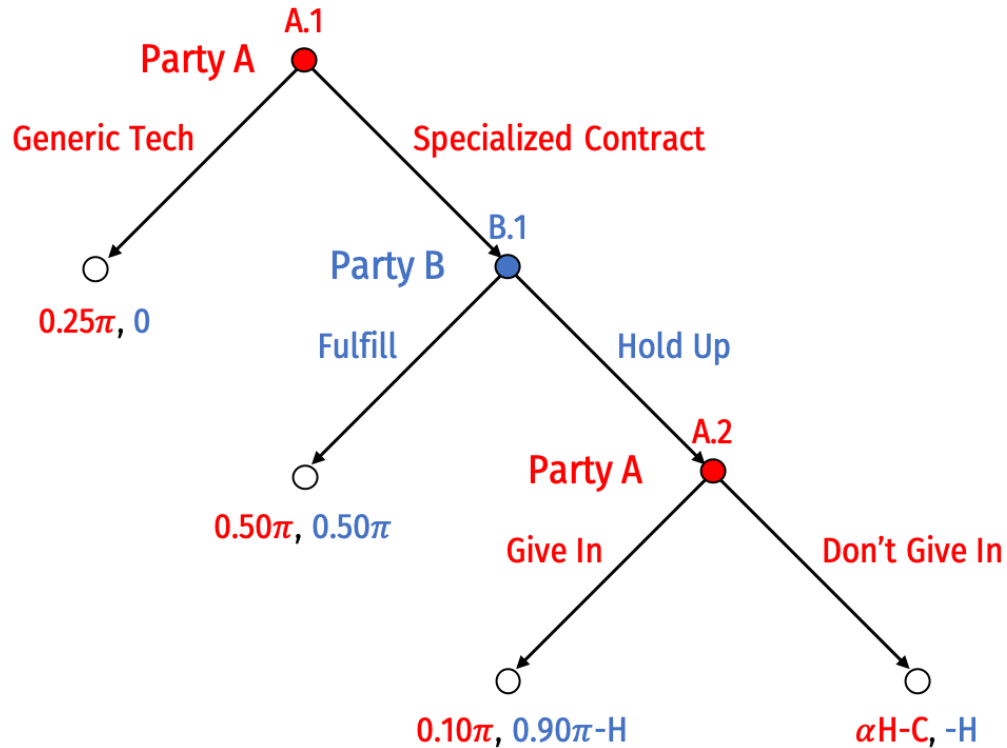 A.1
Party A
Generic Tech
Specialized Contract
B.1
Party B
0.25π, 0
Fulfill
Hold Up
A.2
Party A
0.50π, 0.50π
Give In
Don't Give In
0.10π, 0.90π-H
αH-C, -H